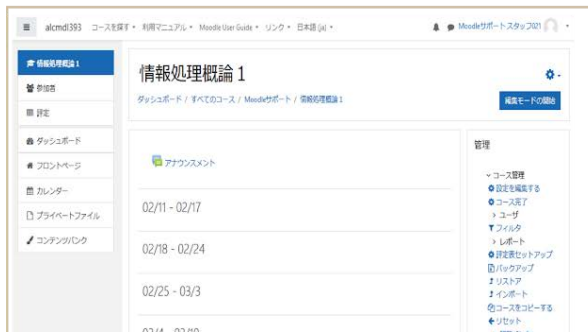 alcmdl393 コースを探す 利用マニュアル Moodle User Guide リンク 日本語 (ja) Moodleサポートスタッフ021
情報処理概論1
参加者
評定
ダッシュボード
フロントページ
カレンダー
プライベートファイル
コンテンツバンク
情報処理概論 1
ダッシュボード / すべてのコース / Moodleサポート / 情報処理概論1
編集モードの開始
アナウンスメント
02/11 - 02/17
02/18 - 02/24
02/25 - 03/3
管理
コース管理
設定を編集する
コース完了
ユーザ
フィルタ
レポート
評定表セットアップ
バックアップ
リストア
インポート
コースをコピーする
リセット